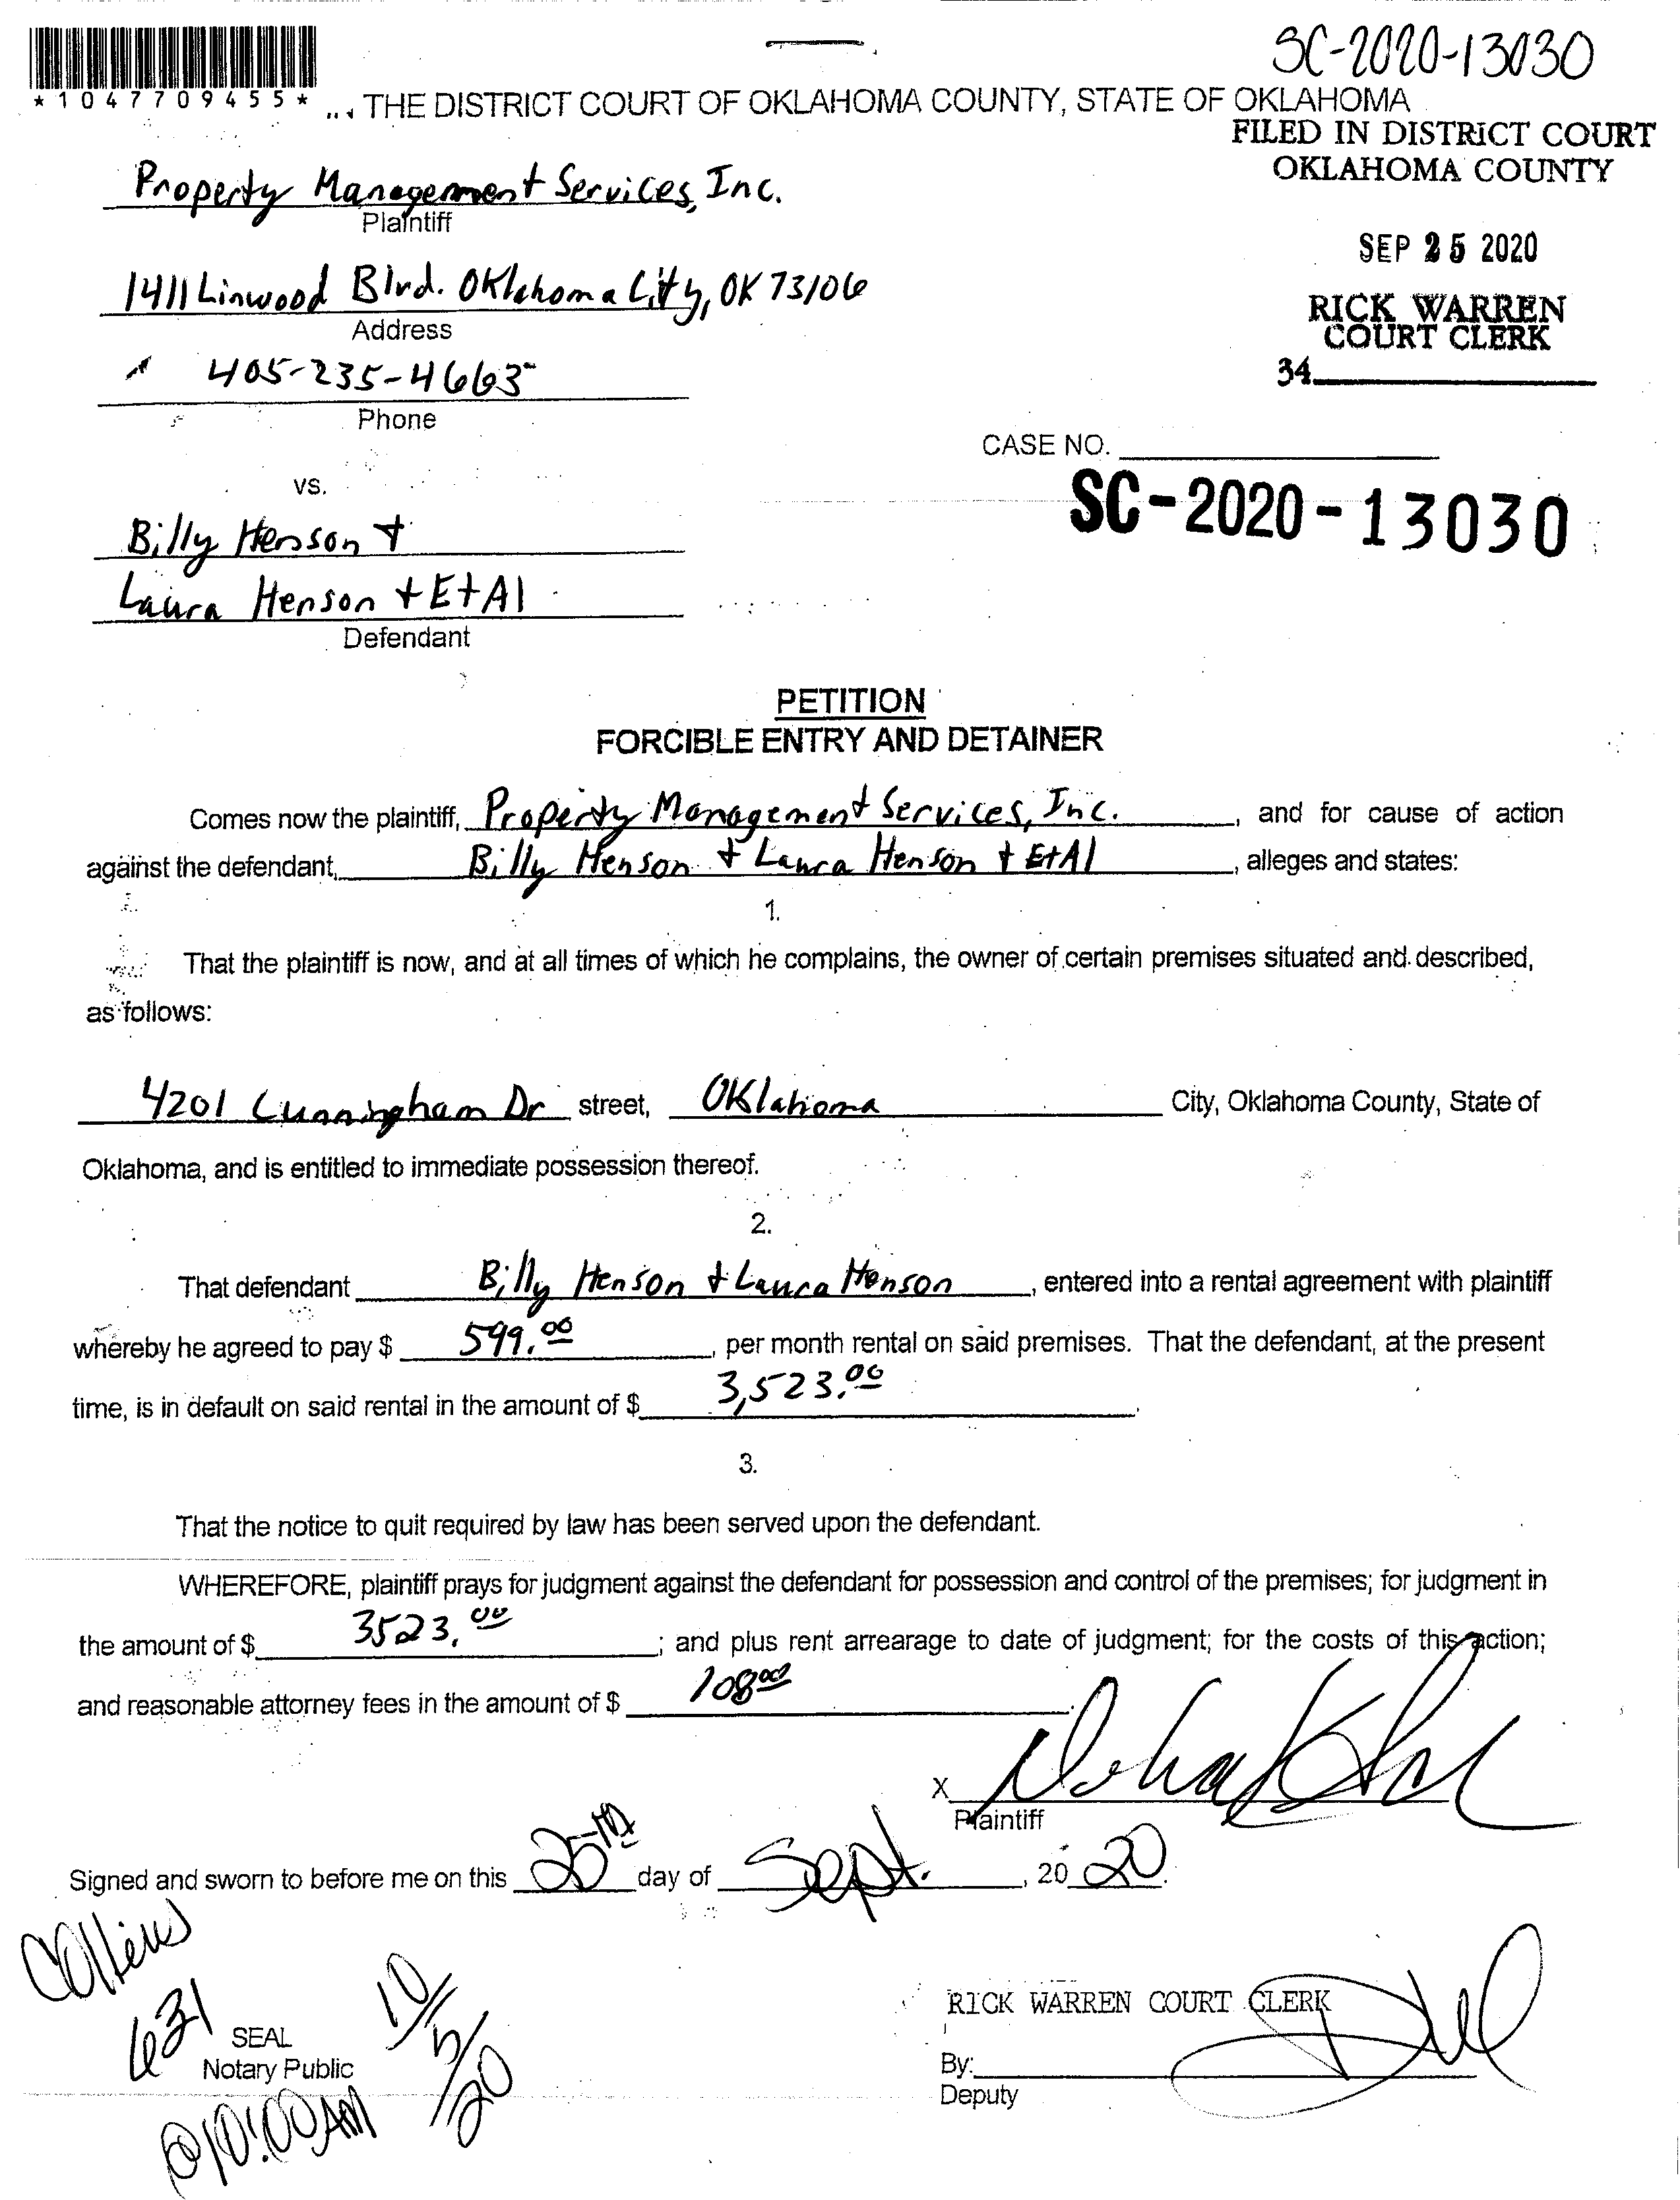 SC-2020-13030
*1047709455*
THE DISTRICT COURT OF OKLAHOMA COUNTY, STATE OF OKLAHOMA
FILED IN DISTRICT COURT
OKLAHOMA COUNTY
Property Management Services, Inc.
Plaintiff
SEP 25 2020
1411 Linwood Blvd. Oklahoma City, OK 73106
Address
RICK WARREN
COURT CLERK
405-235-4663
34
Phone
CASE NO.
vs.
SC-2020-13030
Billy Henson +
Laura Henson + Et Al
Defendant
PETITION
FORCIBLE ENTRY AND DETAINER
Comes now the plaintiff, Property Management Services, Inc. , and for cause of action
against the defendant, Billy Henson + Laura Henson + Et Al , alleges and states:
1.
That the plaintiff is now, and at all times of which he complains, the owner of certain premises situated and described,
as follows:
4201 Cunningham Dr street, Oklahoma City, Oklahoma County, State of
Oklahoma, and is entitled to immediate possession thereof.
2.
That defendant Billy Henson + Laura Henson , entered into a rental agreement with plaintiff
whereby he agreed to pay $ 599.00 , per month rental on said premises. That the defendant, at the present
time, is in default on said rental in the amount of $ 3,523.00 .
3.
That the notice to quit required by law has been served upon the defendant.
WHEREFORE, plaintiff prays for judgment against the defendant for possession and control of the premises; for judgment in
the amount of $ 3523.00 ; and plus rent arrearage to date of judgment; for the costs of this action;
and reasonable attorney fees in the amount of $ 108.00 .
X
Plaintiff
Signed and sworn to before me on this 25th day of Sept. , 20 20.
Collins
631
10/5/20
@10:00AM
SEAL
Notary Public
RICK WARREN COURT CLERK
By:
Deputy